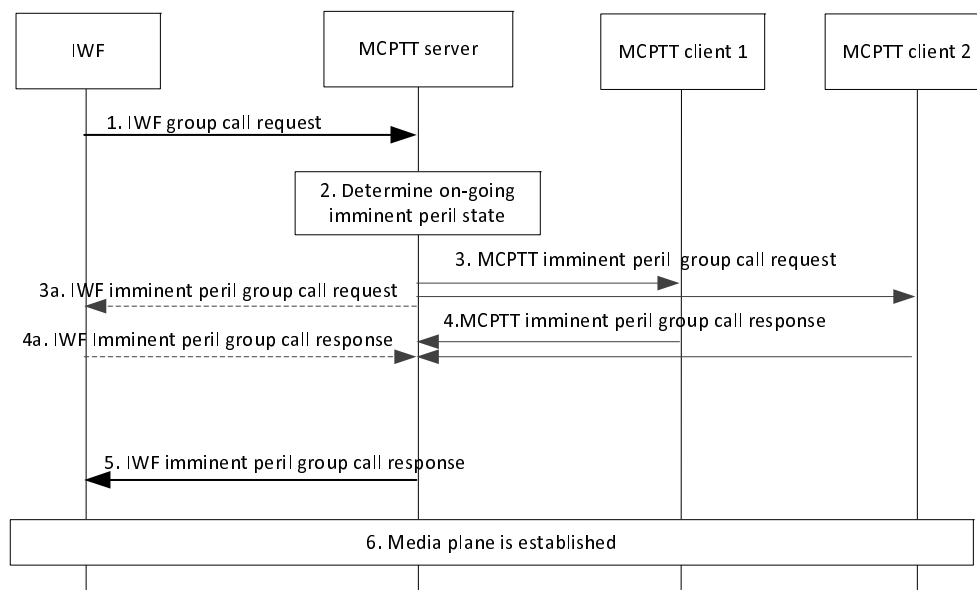 IWF
MCPTT server
MCPTT client 1
MCPTT client 2
1. IWF group call request
2. Determine on-going
imminent peril state
3. MCPTT imminent peril group call request
3a. IWF imminent peril group call request
4.MCPTT imminent peril group call response
4a. IWF Imminent peril group call response
5. IWF imminent peril group call response
6. Media plane is established